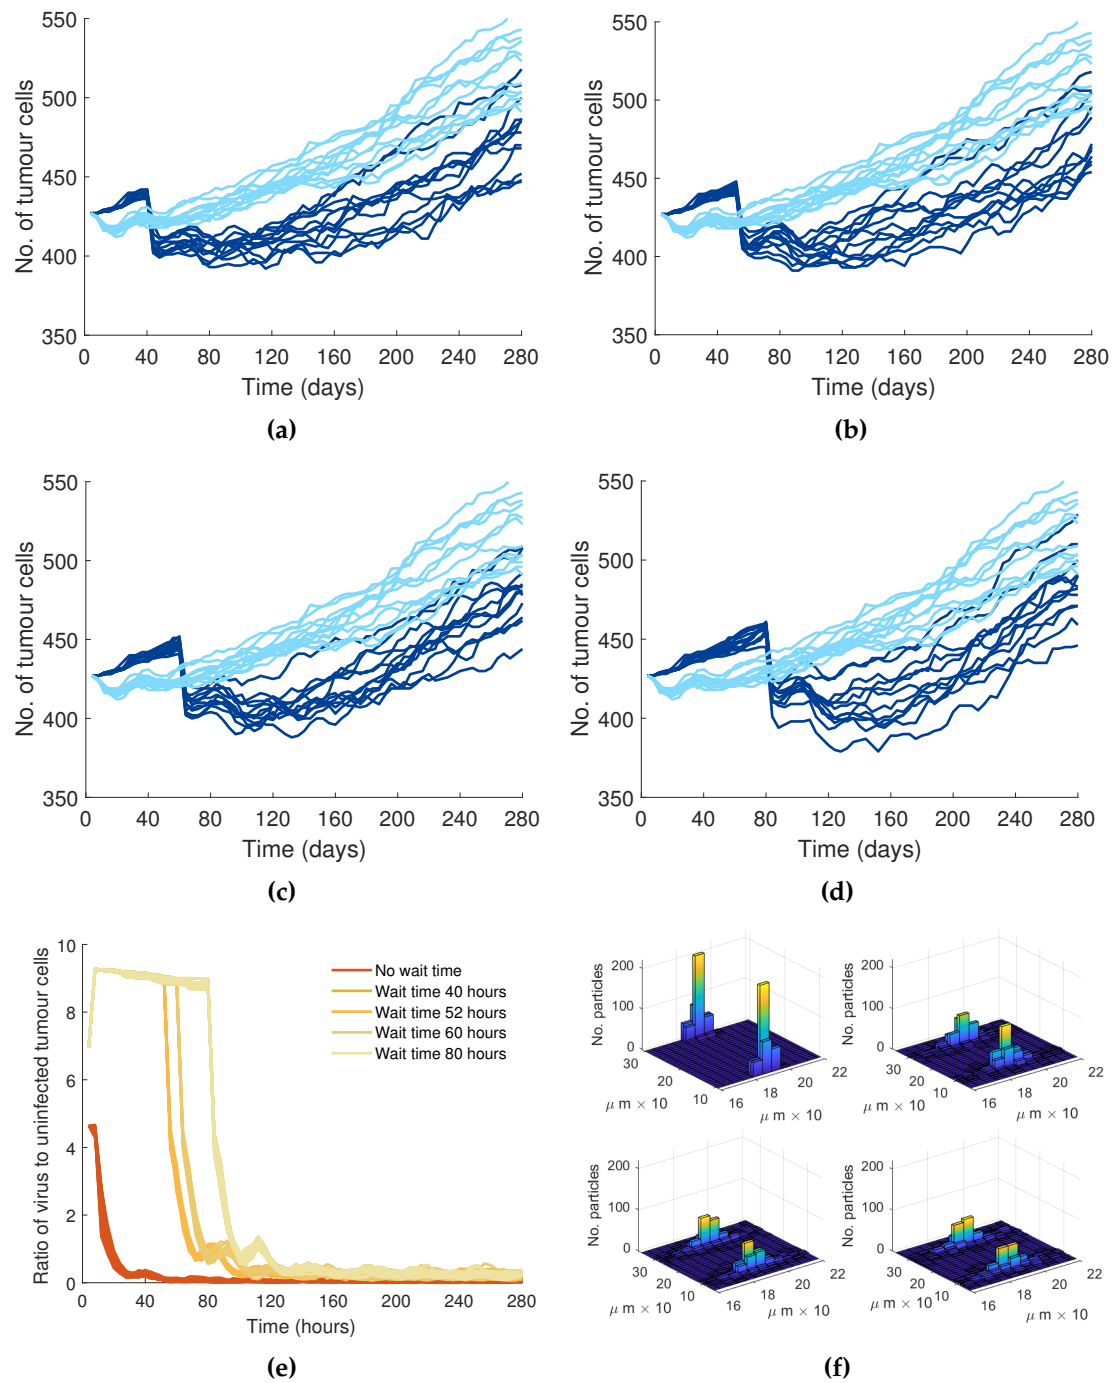 550
500
450
400
350
No. of tumour cells
0 40 80 120 160 200 240 280
Time (days)
(a)
550
500
450
400
350
No. of tumour cells
0 40 80 120 160 200 240 280
Time (days)
(b)
550
500
450
400
350
No. of tumour cells
0 40 80 120 160 200 240 280
Time (days)
(c)
550
500
450
400
350
No. of tumour cells
0 40 80 120 160 200 240 280
Time (days)
(d)
10
8
6
4
2
0
Ratio of virus to uninfected tumour cells
No wait time
Wait time 40 hours
Wait time 52 hours
Wait time 60 hours
Wait time 80 hours
0 40 80 120 160 200 240 280
Time (hours)
(e)
200
100
0
No. particles
30 20 10
μ m × 10
16 18 20 22
μ m × 10
200
100
0
No. particles
30 20 10
μ m × 10
16 18 20 22
μ m × 10
200
100
0
No. particles
30 20 10
μ m × 10
16 18 20 22
μ m × 10
200
100
0
No. particles
30 20 10
μ m × 10
16 18 20 22
μ m × 10
(f)